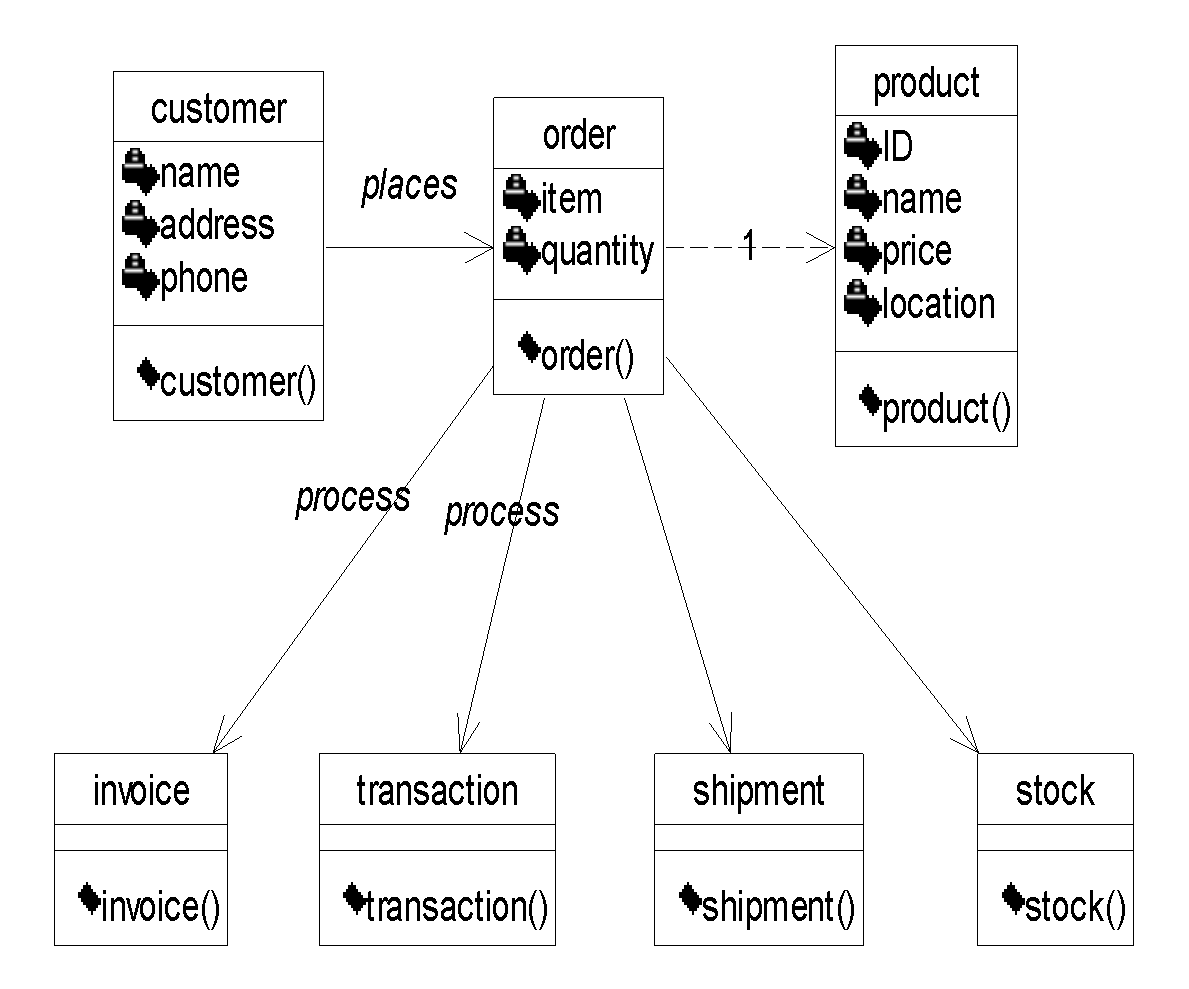 customer
name
address
phone
customer()
places
order
item
quantity
order()
1
product
ID
name
price
location
product()
process
process
invoice
invoice()
transaction
transaction()
shipment
shipment()
stock
stock()